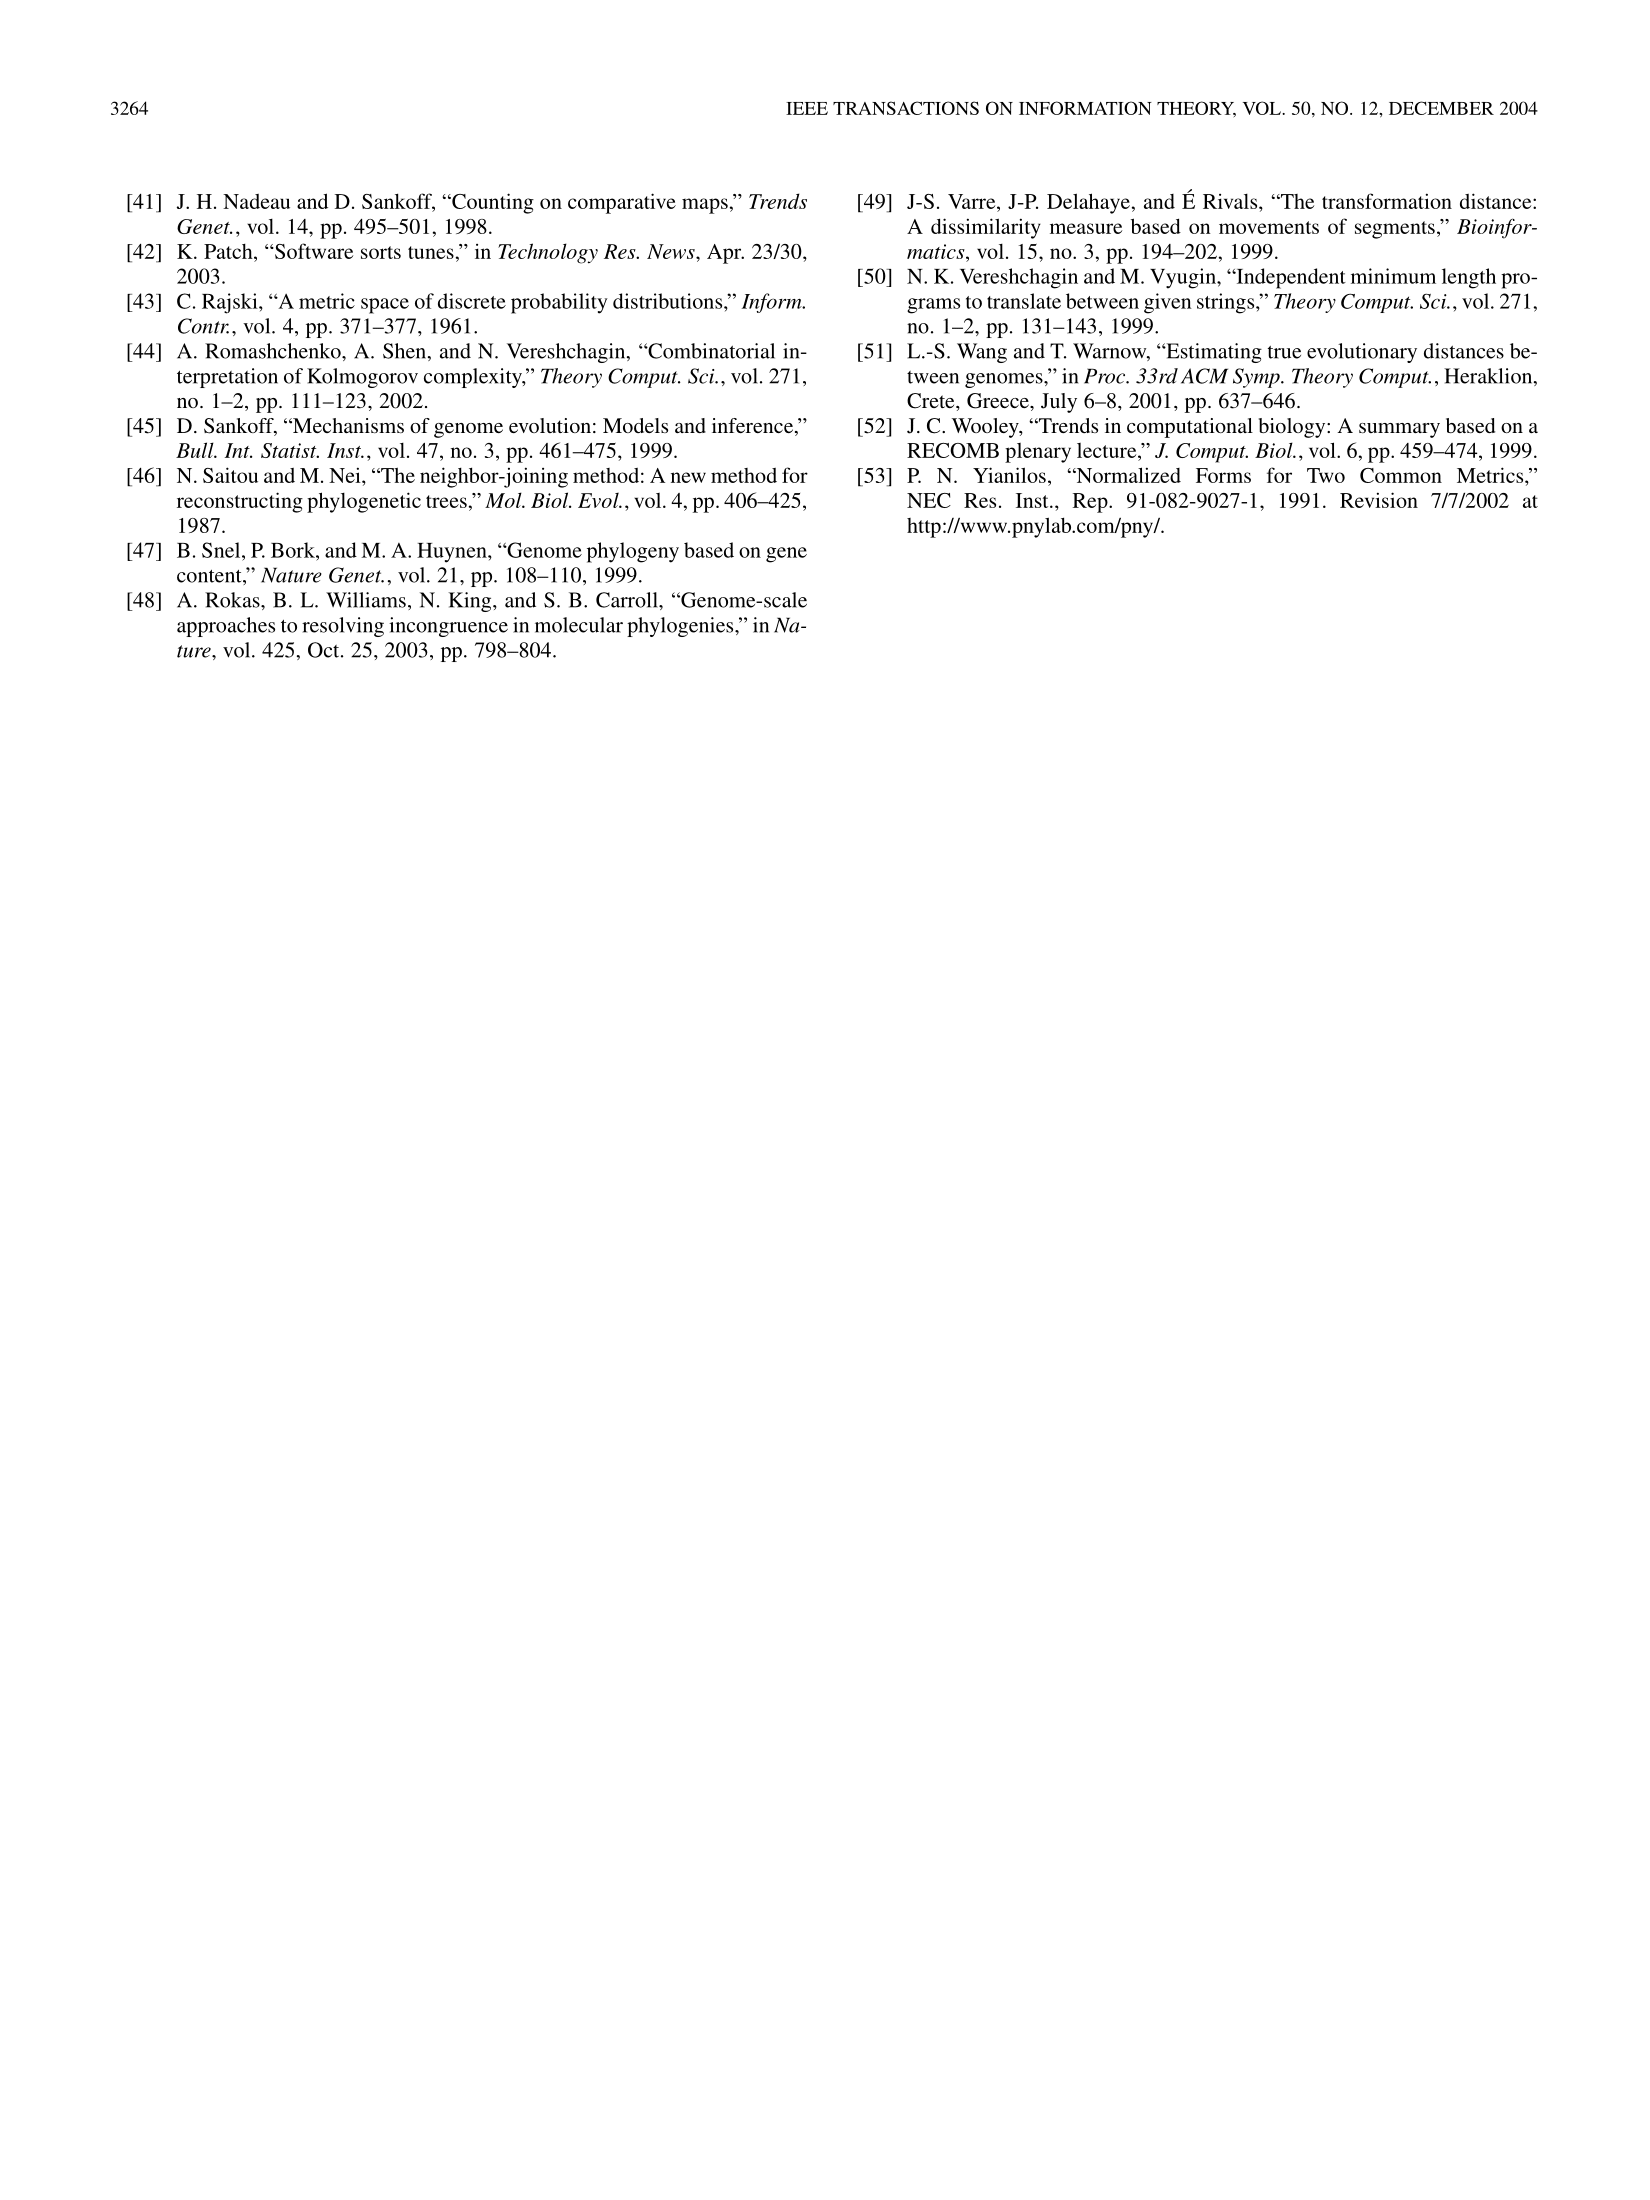 3264
IEEE TRANSACTIONS ON INFORMATION THEORY, VOL. 50, NO. 12, DECEMBER 2004
[41] J. H. Nadeau and D. Sankoff, “Counting on comparative maps,” Trends
Genet., vol. 14, pp. 495–501, 1998.
[42] K. Patch, “Software sorts tunes,” in Technology Res. News, Apr. 23/30,
2003.
[43] C. Rajski, “A metric space of discrete probability distributions,” Inform.
Contr., vol. 4, pp. 371–377, 1961.
[44] A. Romashchenko, A. Shen, and N. Vereshchagin, “Combinatorial in-
terpretation of Kolmogorov complexity,” Theory Comput. Sci., vol. 271,
no. 1–2, pp. 111–123, 2002.
[45] D. Sankoff, “Mechanisms of genome evolution: Models and inference,”
Bull. Int. Statist. Inst., vol. 47, no. 3, pp. 461–475, 1999.
[46] N. Saitou and M. Nei, “The neighbor-joining method: A new method for
reconstructing phylogenetic trees,” Mol. Biol. Evol., vol. 4, pp. 406–425,
1987.
[47] B. Snel, P. Bork, and M. A. Huynen, “Genome phylogeny based on gene
content,” Nature Genet., vol. 21, pp. 108–110, 1999.
[48] A. Rokas, B. L. Williams, N. King, and S. B. Carroll, “Genome-scale
approaches to resolving incongruence in molecular phylogenies,” in Na-
ture, vol. 425, Oct. 25, 2003, pp. 798–804.
[49] J-S. Varre, J-P. Delahaye, and É Rivals, “The transformation distance:
A dissimilarity measure based on movements of segments,” Bioinfor-
matics, vol. 15, no. 3, pp. 194–202, 1999.
[50] N. K. Vereshchagin and M. Vyugin, “Independent minimum length pro-
grams to translate between given strings,” Theory Comput. Sci., vol. 271,
no. 1–2, pp. 131–143, 1999.
[51] L.-S. Wang and T. Warnow, “Estimating true evolutionary distances be-
tween genomes,” in Proc. 33rd ACM Symp. Theory Comput., Heraklion,
Crete, Greece, July 6–8, 2001, pp. 637–646.
[52] J. C. Wooley, “Trends in computational biology: A summary based on a
RECOMB plenary lecture,” J. Comput. Biol., vol. 6, pp. 459–474, 1999.
[53] P. N. Yianilos, “Normalized Forms for Two Common Metrics,”
NEC Res. Inst., Rep. 91-082-9027-1, 1991. Revision 7/7/2002 at
http://www.pnylab.com/pny/.